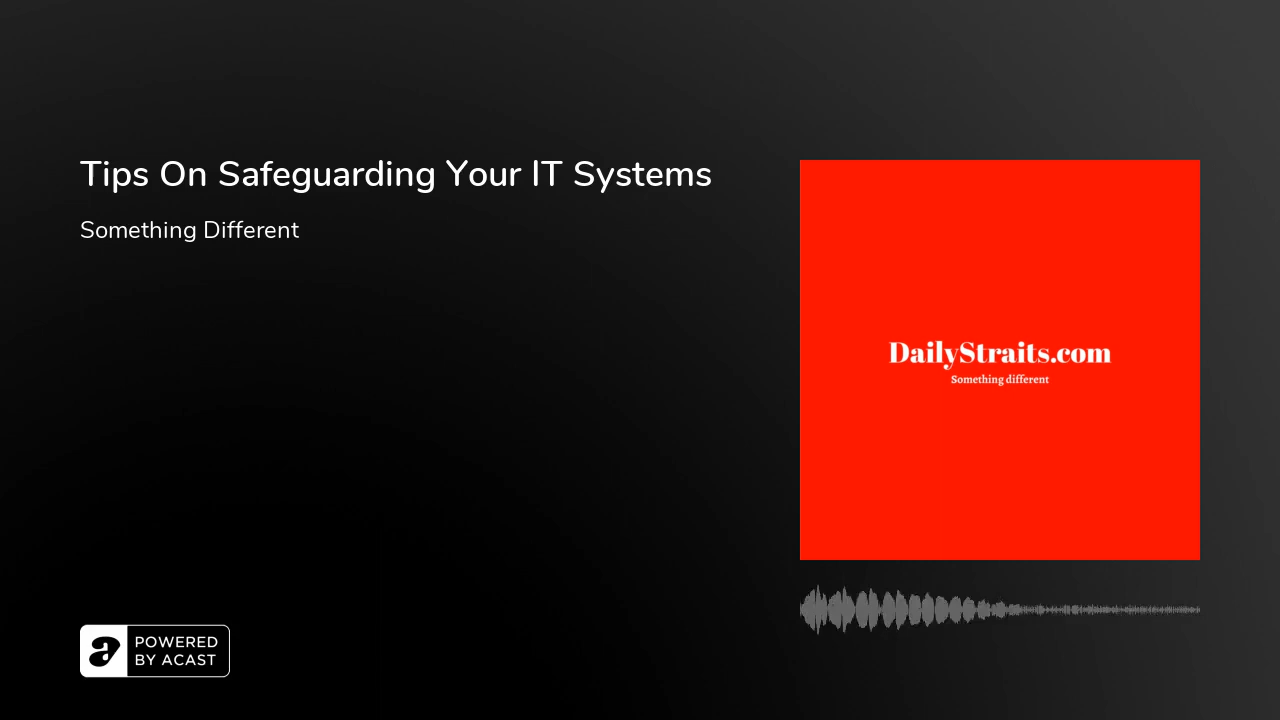 Tips On Safeguarding Your IT Systems
Something Different
DailyStraits.com
Something different
a POWERED
BY ACAST